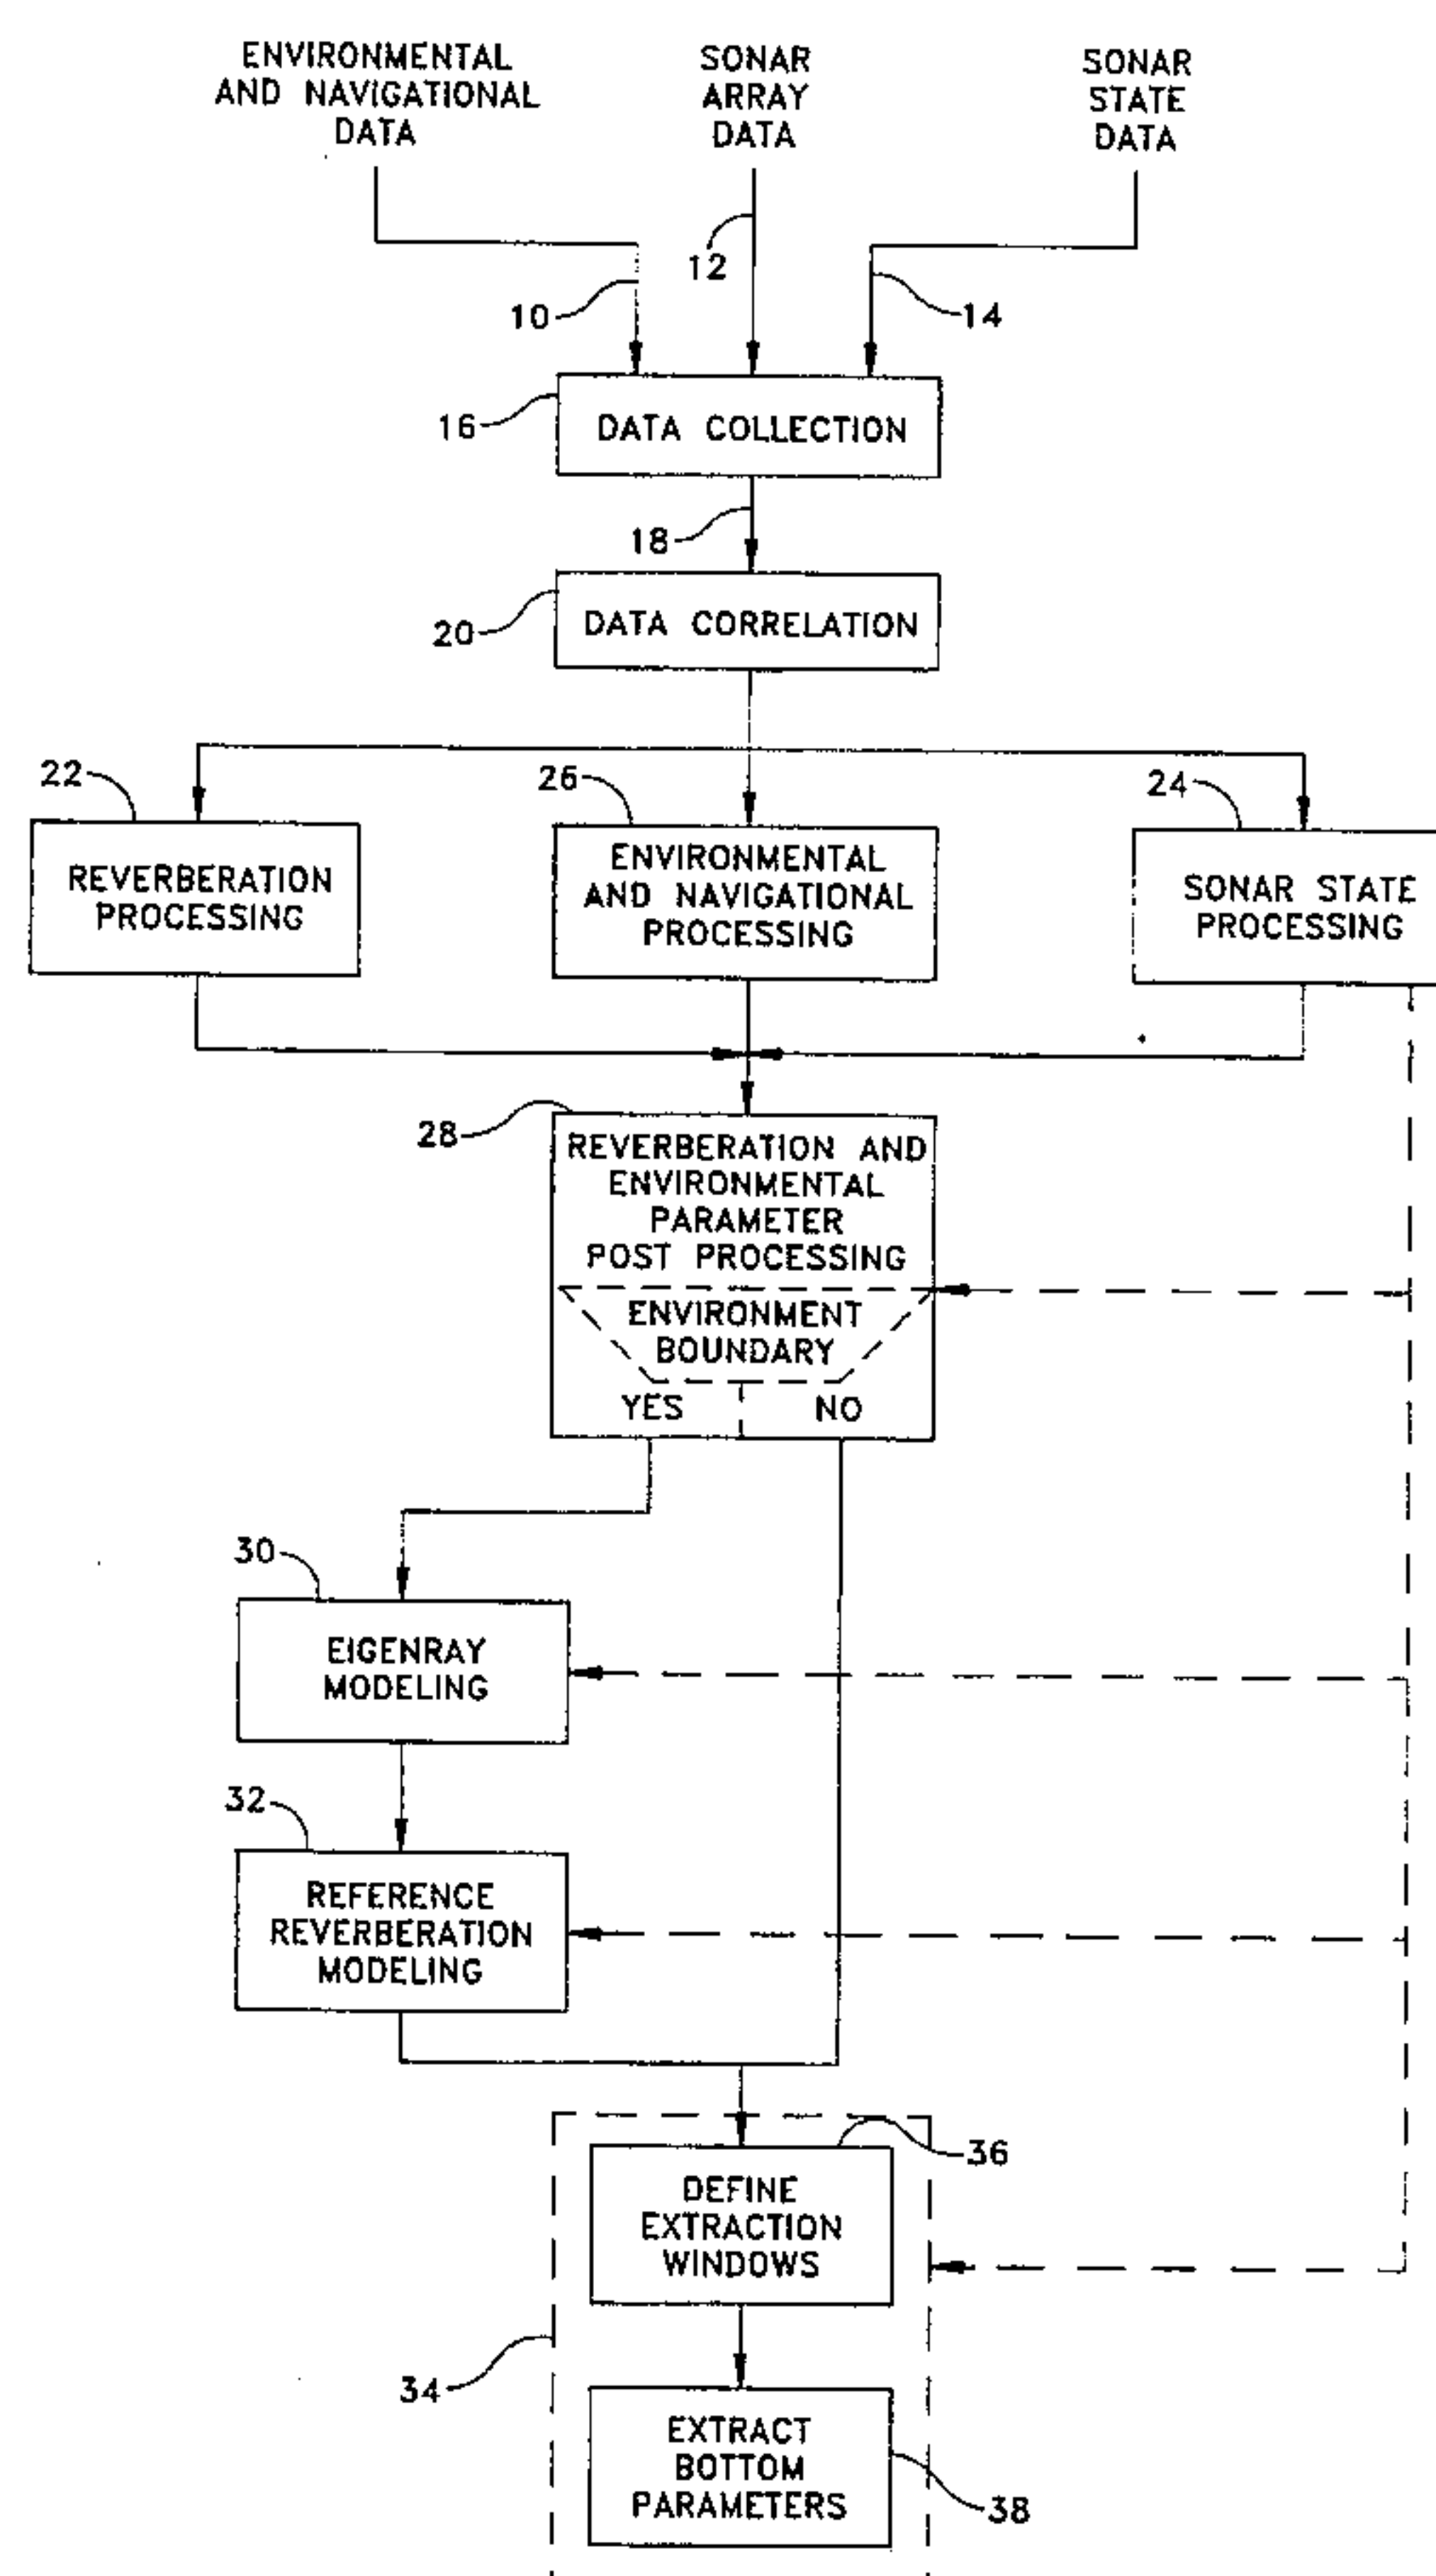 ENVIRONMENTAL
AND NAVIGATIONAL
DATA
SONAR
ARRAY
DATA
SONAR
STATE
DATA
12
10
14
16
DATA COLLECTION
18
20
DATA CORRELATION
22
26
24
REVERBERATION
PROCESSING
ENVIRONMENTAL
AND NAVIGATIONAL
PROCESSING
SONAR STATE
PROCESSING
28
REVERBERATION AND
ENVIRONMENTAL
PARAMETER
POST PROCESSING
ENVIRONMENT
BOUNDARY
YES
NO
30
EIGENRAY
MODELING
32
REFERENCE
REVERBERATION
MODELING
36
DEFINE
EXTRACTION
WINDOWS
34
EXTRACT
BOTTOM
PARAMETERS
38